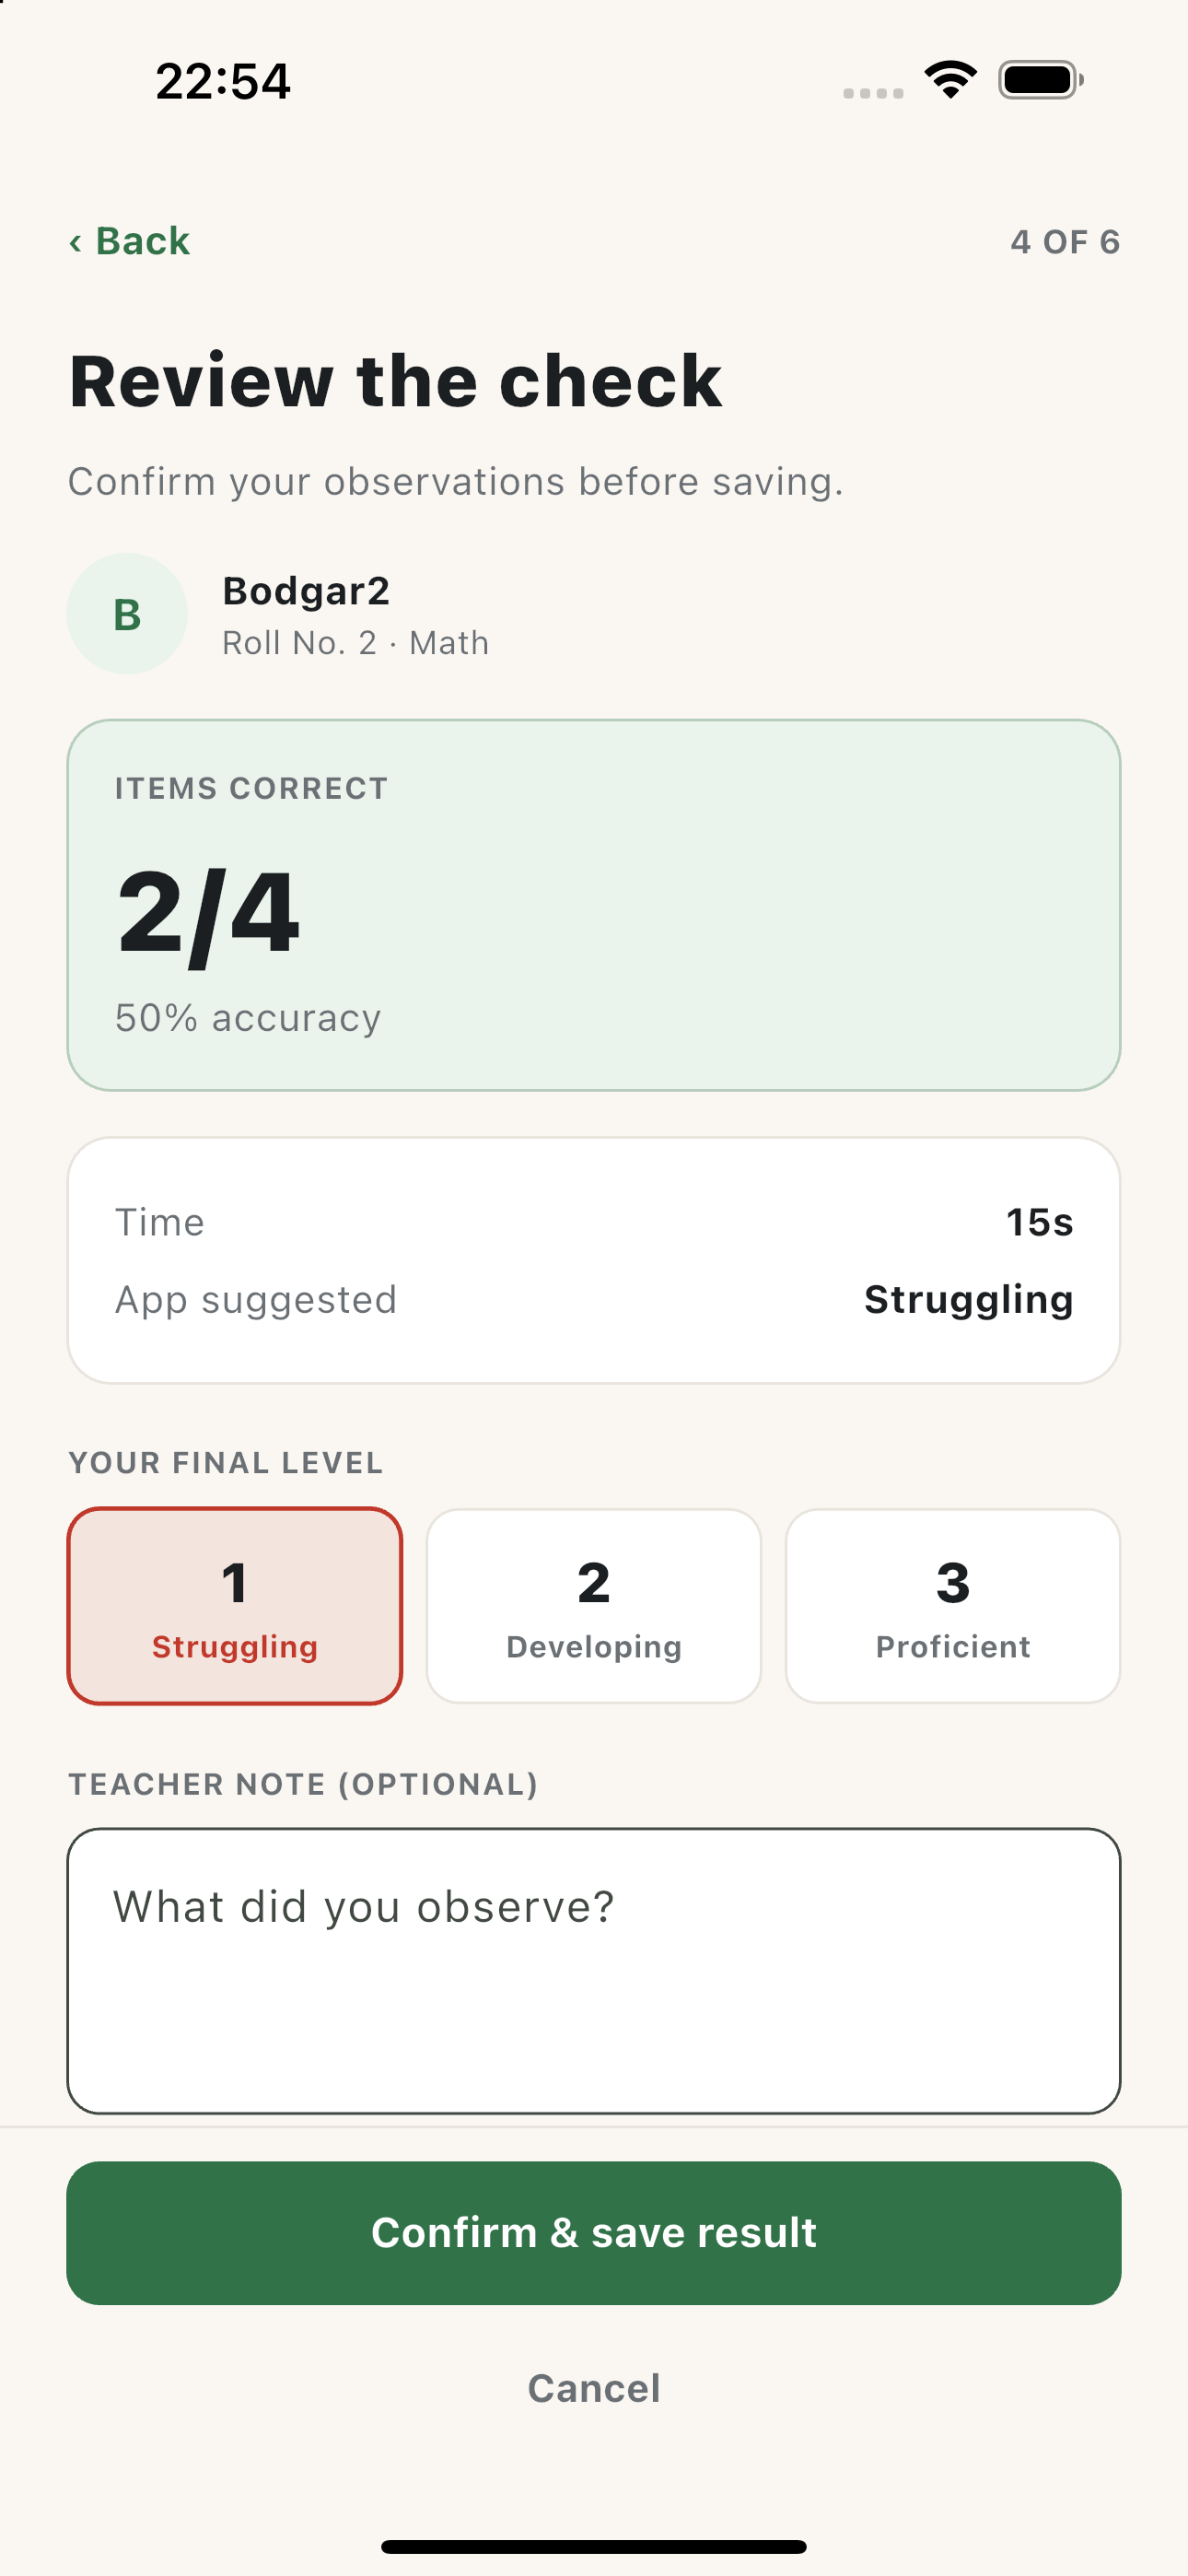 22:54
‹ Back
4 OF 6
Review the check
Confirm your observations before saving.
B
Bodgar2
Roll No. 2 · Math
ITEMS CORRECT
2/4
50% accuracy
Time 15s
App suggested Struggling
YOUR FINAL LEVEL
1 2 3
Struggling Developing Proficient
TEACHER NOTE (OPTIONAL)
What did you observe?
Confirm & save result
Cancel